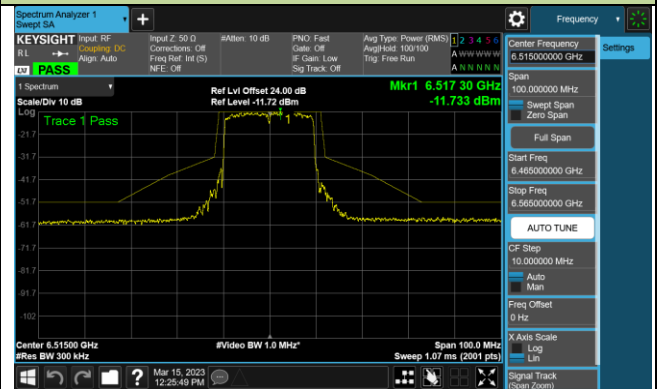 Spectrum Analyzer 1
Swept SA
Frequency
KEYSIGHT
Input: RF
Coupling: DC
Align: Auto
Input Z: 50 Ω
Corrections: Off
Freq Ref: Int (S)
NFE: Off
#Atten: 10 dB
PNO: Fast
Gate: Off
IF Gain: Low
Sig Track: Off
Avg Type: Power (RMS)
Avg|Hold: 100/100
Trig: Free Run
1 2 3 4 5 6
A W W W W W
A N N N N N
RL
LXI
PASS
1 Spectrum
Scale/Div 10 dB
Ref Lvl Offset 24.00 dB
Ref Level -11.72 dBm
Mkr1 6.517 30 GHz
-11.733 dBm
Log
Trace 1 Pass
-21.7
-31.7
-41.7
-51.7
-61.7
-71.7
-81.7
-91.7
-102
Center 6.51500 GHz
#Res BW 300 kHz
#Video BW 1.0 MHz*
Span 100.0 MHz
Sweep 1.07 ms (2001 pts)
Mar 15, 2023
12:25:49 PM
Center Frequency
6.515000000 GHz
Span
100.000000 MHz
Swept Span
Zero Span
Full Span
Start Freq
6.465000000 GHz
Stop Freq
6.565000000 GHz
AUTO TUNE
CF Step
10.000000 MHz
Auto
Man
Freq Offset
0 Hz
X Axis Scale
Log
Lin
Signal Track
(Span Zoom)
Settings